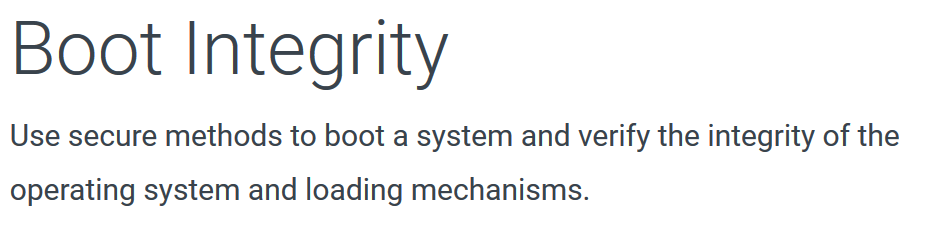 Boot Integrity
Use secure methods to boot a system and verify the integrity of the
operating system and loading mechanisms.